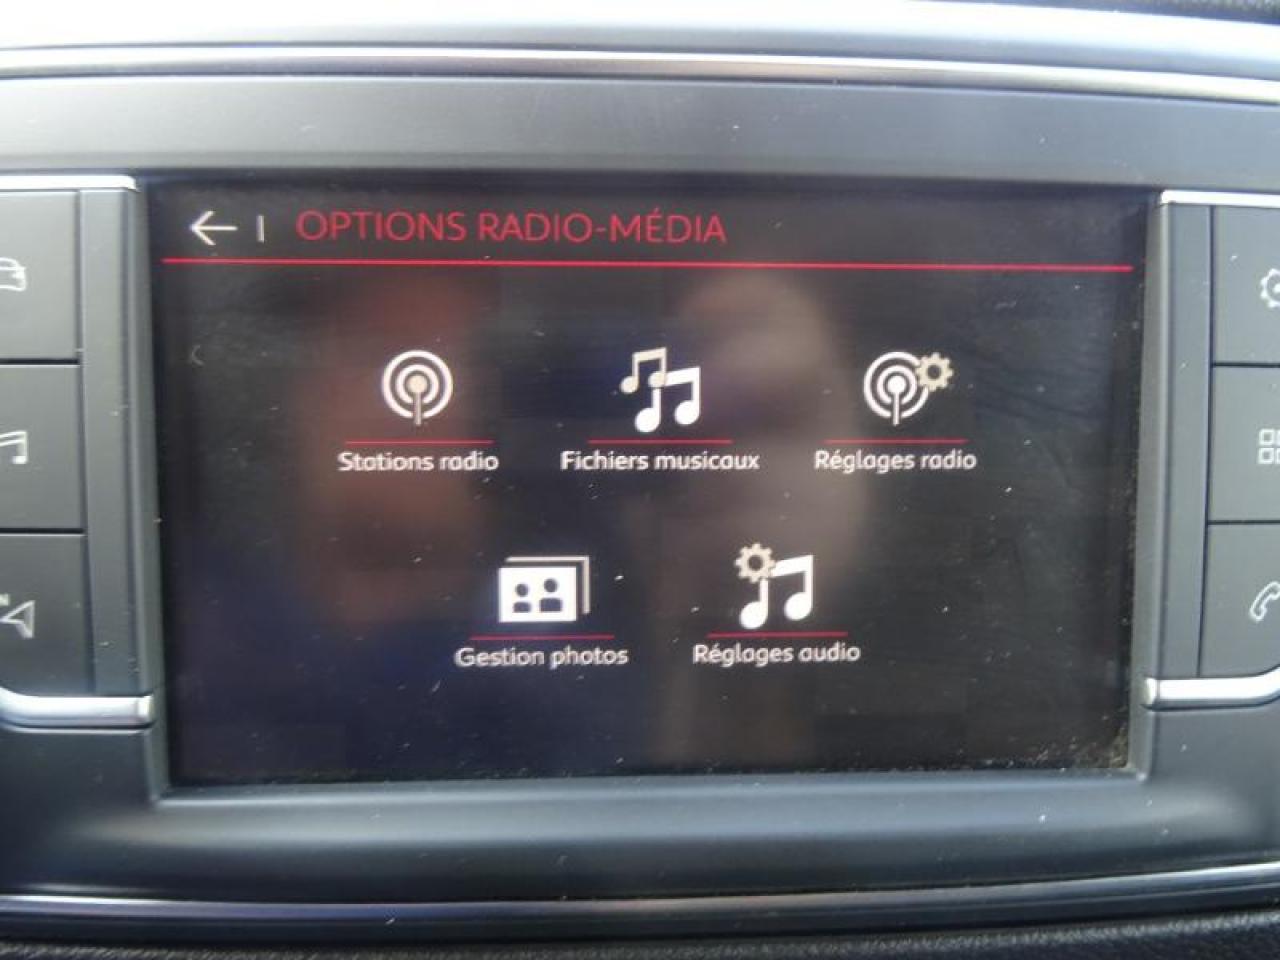 OPTIONS RADIO-MÉDIA
Stations radio
Fichiers musicaux
Réglages radio
Gestion photos
Réglages audio